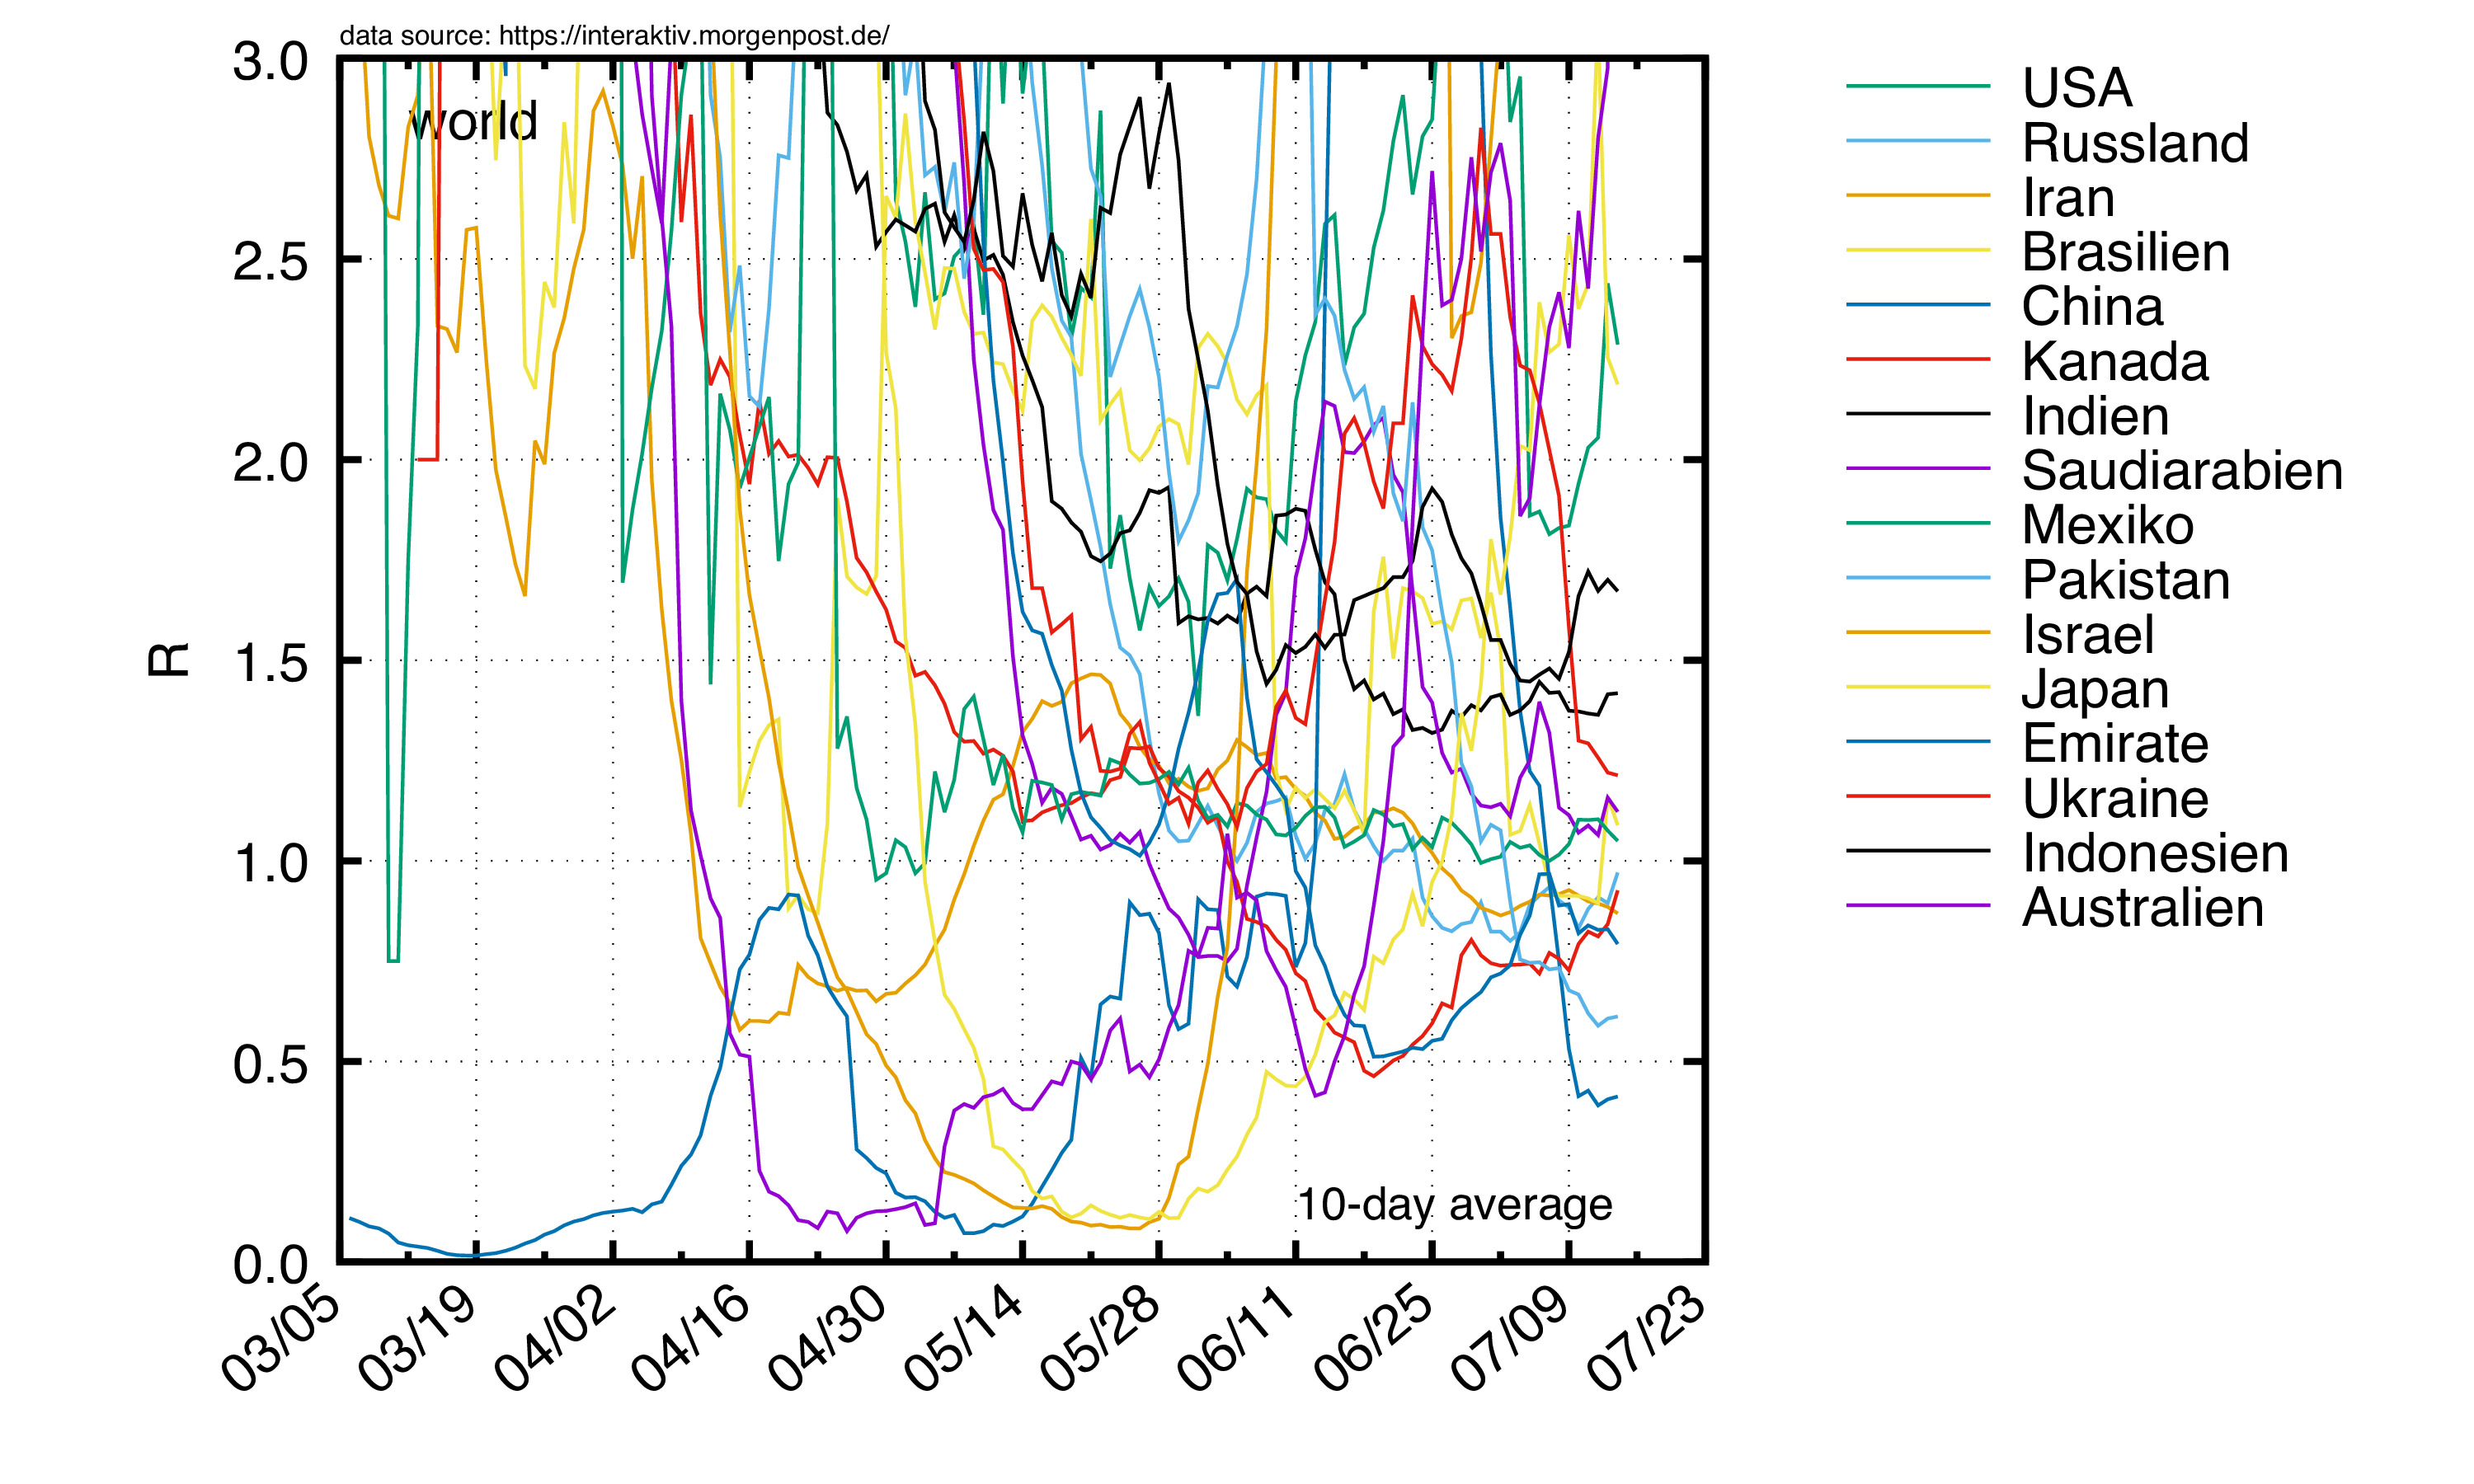 data source: https://interaktiv.morgenpost.de/
world
R
3.0
2.5
2.0
1.5
1.0
0.5
0.0
03/05
03/19
04/02
04/16
04/30
05/14
05/28
06/11
06/25
07/09
07/23
10-day average
USA
Russland
Iran
Brasilien
China
Kanada
Indien
Saudiarabien
Mexiko
Pakistan
Israel
Japan
Emirate
Ukraine
Indonesien
Australien